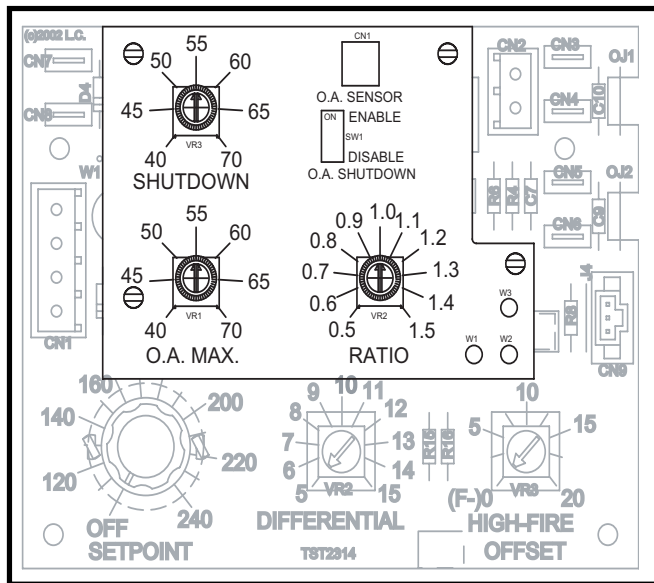 (c)2002 L.C.
CN7
D4
CN8
W1
CN1
55
50 60
45 65
VR3
40 70
SHUTDOWN
55
50 60
45 65
VR1
40 70
O.A. MAX.
CN1
O.A. SENSOR
ON ENABLE
SW1
DISABLE
O.A. SHUTDOWN
1.0
0.9 1.1
0.8 1.2
0.7 1.3
0.6 1.4
VR2
0.5 1.5
RATIO
W3
W1 W2
CN2
CN3
OJ1
CN4
C10
CN5
OJ2
R4
C7
CN6
C9
J4
CN9
160
200
140
220
120
240
OFF
SETPOINT
10
9 11
8 12
7 13
6 14
5 VR2 15
DIFFERENTIAL
TST2314
R15
R16
10
5 15
VR3
(F-)0 20
HIGH-FIRE
OFFSET